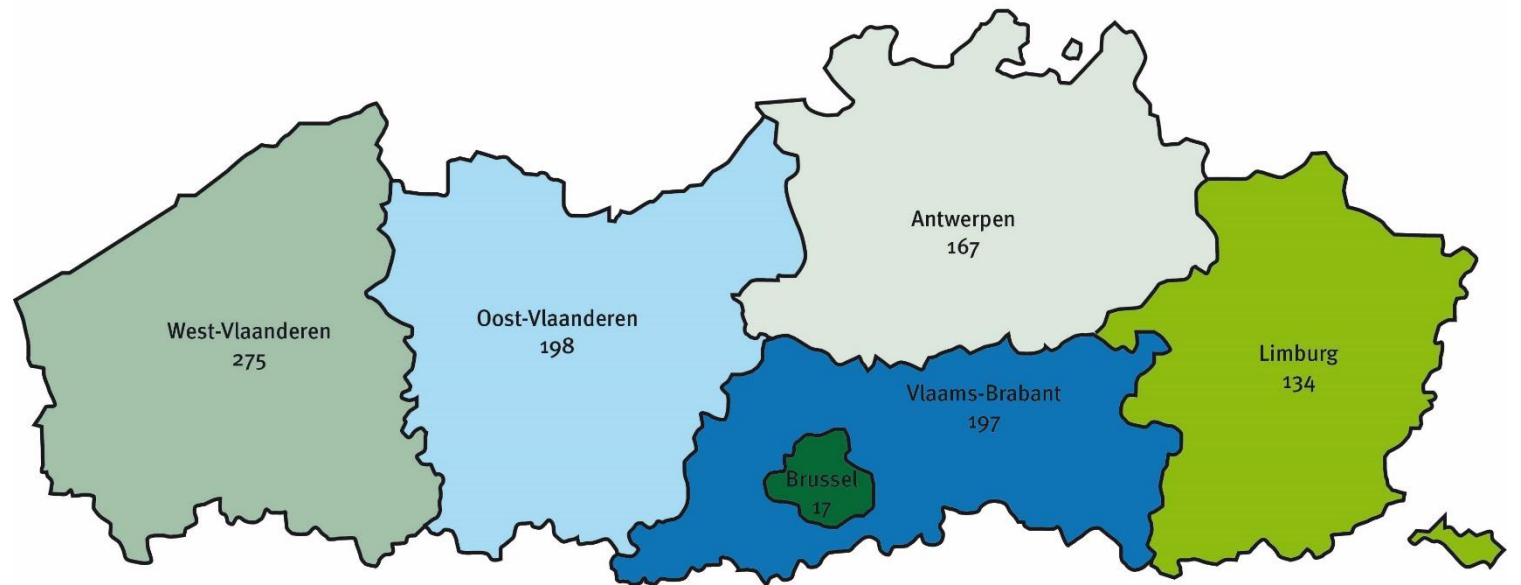 Antwerpen
167
West-Vlaanderen
275
Oost-Vlaanderen
198
Limburg
134
Vlaams-Brabant
197
Brussel
17